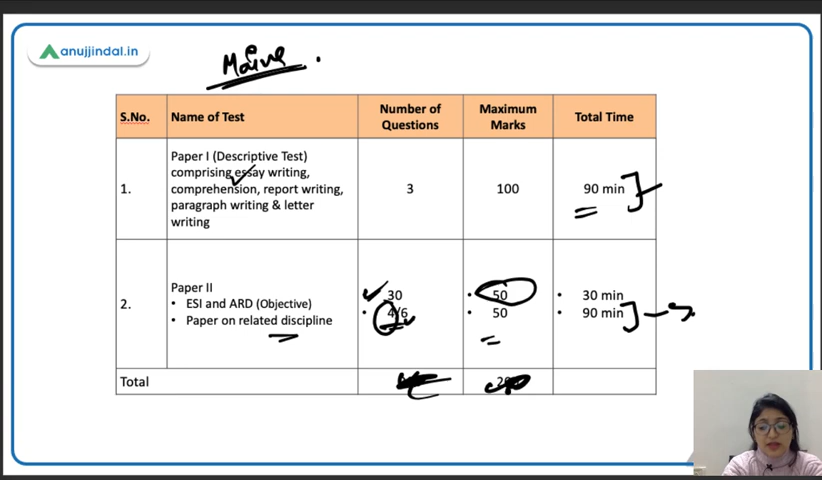 anujjindal.in
Mains.
S.No.
Name of Test
Number of
Questions
Maximum
Marks
Total Time
1.
Paper I (Descriptive Test)
comprising essay writing,
comprehension, report writing,
paragraph writing & letter
writing
3
100
90 min
2.
Paper II
• ESI and ARD (Objective)
• Paper on related discipline
30
• 4/6
• 50
• 50
• 30 min
• 90 min
Total